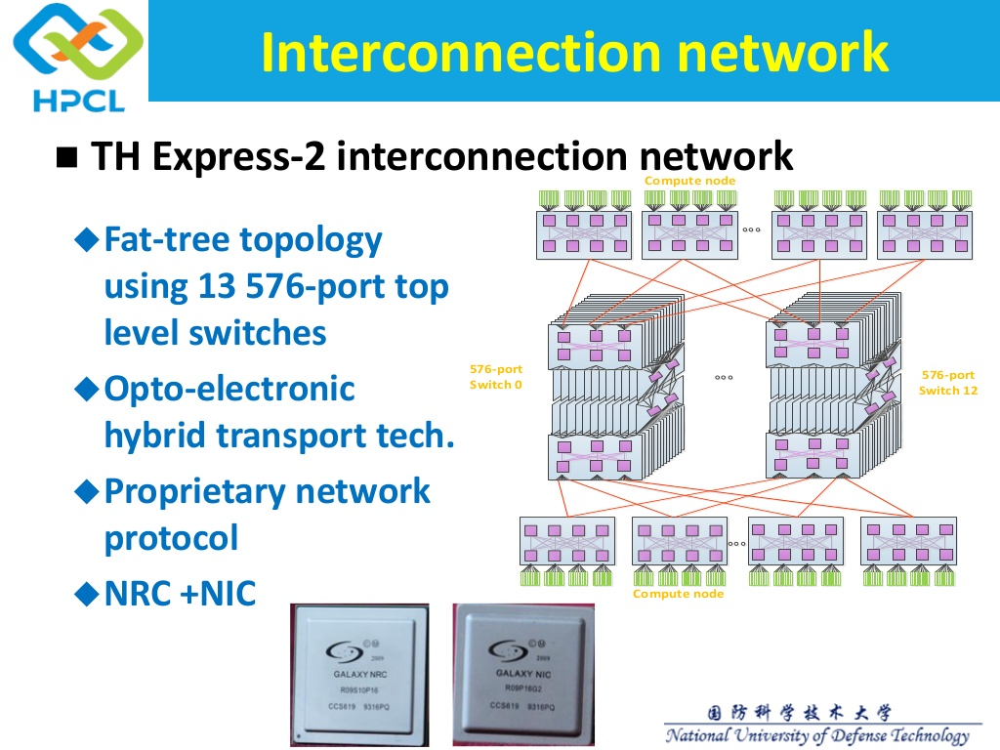 HPCL
Interconnection network
■ TH Express-2 interconnection network
◆Fat-tree topology
using 13 576-port top
level switches
◆Opto-electronic
hybrid transport tech.
◆Proprietary network
protocol
◆NRC +NIC
Compute node
576-port
Switch 0
576-port
Switch 12
Compute node
©Ⓜ
2009
GALAXY NRC
R09S10P16
CCS619 9316PQ
©Ⓜ
2009
GALAXY NIC
R09P16G2
CCS619 9316PQ
国防科学技术大学
National University of Defense Technology